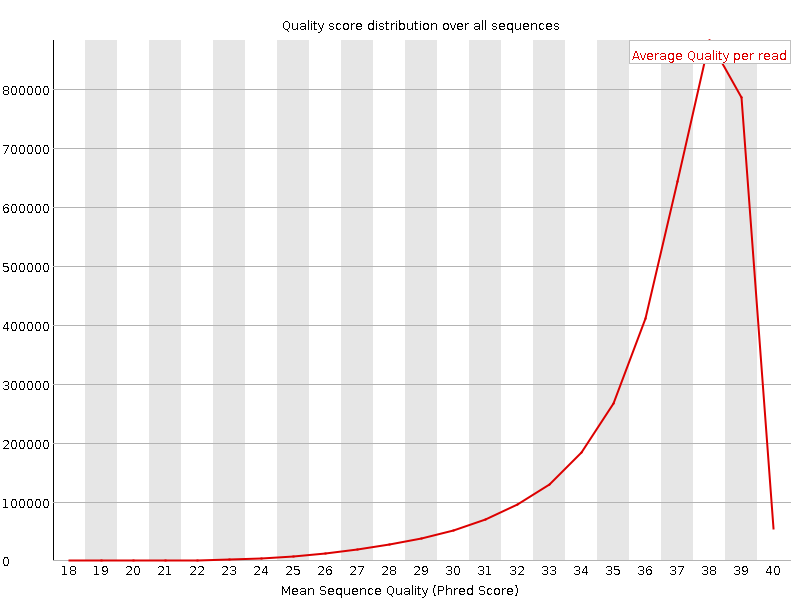 Quality score distribution over all sequences
Average Quality per read
800000
700000
600000
500000
400000
300000
200000
100000
0
18 19 20 21 22 23 24 25 26 27 28 29 30 31 32 33 34 35 36 37 38 39 40
Mean Sequence Quality (Phred Score)